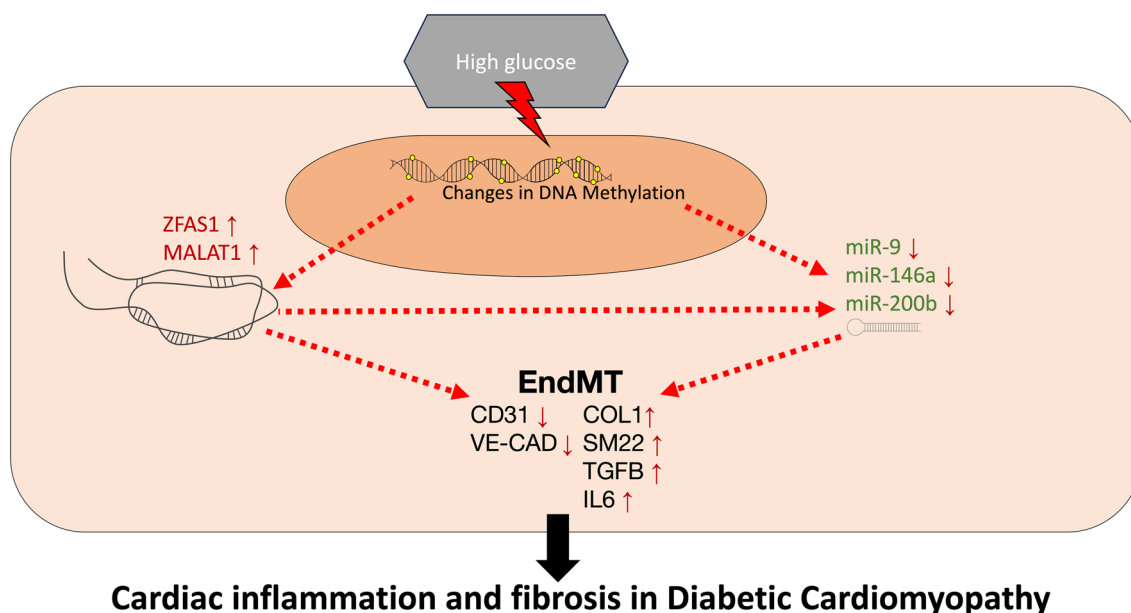 High glucose
Changes in DNA Methylation
ZFAS1 ↑
MALAT1 ↑
miR-9 ↓
miR-146a ↓
miR-200b ↓
EndMT
CD31 ↓
VE-CAD ↓
COL1 ↑
SM22 ↑
TGFB ↑
IL6 ↑
Cardiac inflammation and fibrosis in Diabetic Cardiomyopathy